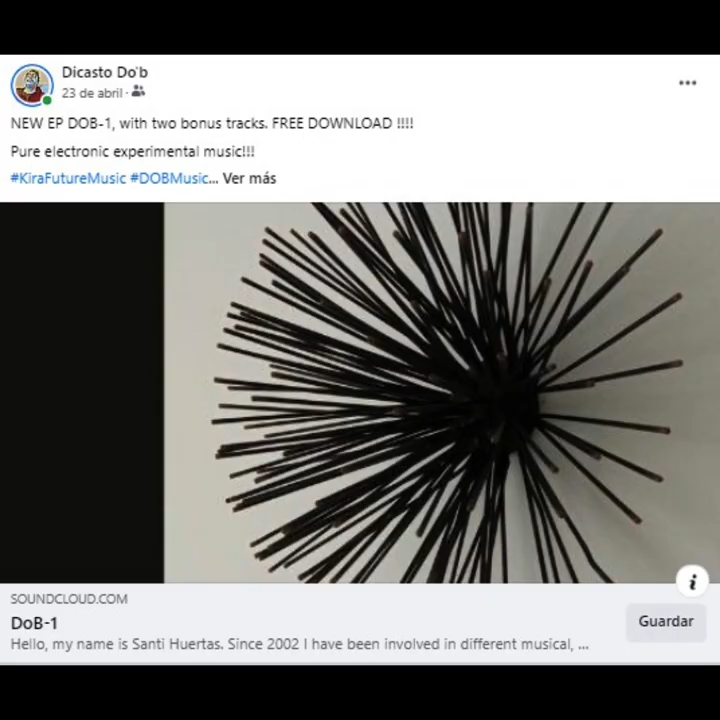 Dicasto Do'b
23 de abril ·
NEW EP DOB-1, with two bonus tracks. FREE DOWNLOAD !!!!
Pure electronic experimental music!!!
#KiraFutureMusic #DOBMusic... Ver más
SOUNDCLOUD.COM
DoB-1
Hello, my name is Santi Huertas. Since 2002 I have been involved in different musical, ...
Guardar